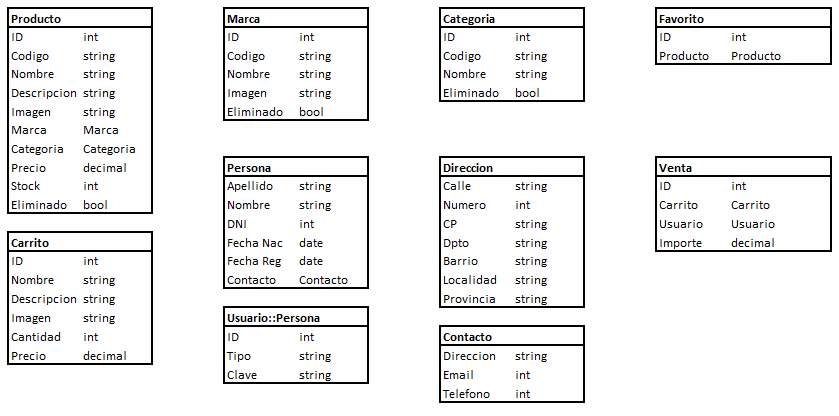 Producto
ID int
Codigo string
Nombre string
Descripcion string
Imagen string
Marca Marca
Categoria Categoria
Precio decimal
Stock int
Eliminado bool
Carrito
ID int
Nombre string
Descripcion string
Imagen string
Cantidad int
Precio decimal
Marca
ID int
Codigo string
Nombre string
Imagen string
Eliminado bool
Persona
Apellido string
Nombre string
DNI int
Fecha Nac date
Fecha Reg date
Contacto Contacto
Usuario::Persona
ID int
Tipo string
Clave string
Categoria
ID int
Codigo string
Nombre string
Eliminado bool
Direccion
Calle string
Numero int
CP string
Dpto string
Barrio string
Localidad string
Provincia string
Contacto
Direccion string
Email int
Telefono int
Favorito
ID int
Producto Producto
Venta
ID int
Carrito Carrito
Usuario Usuario
Importe decimal